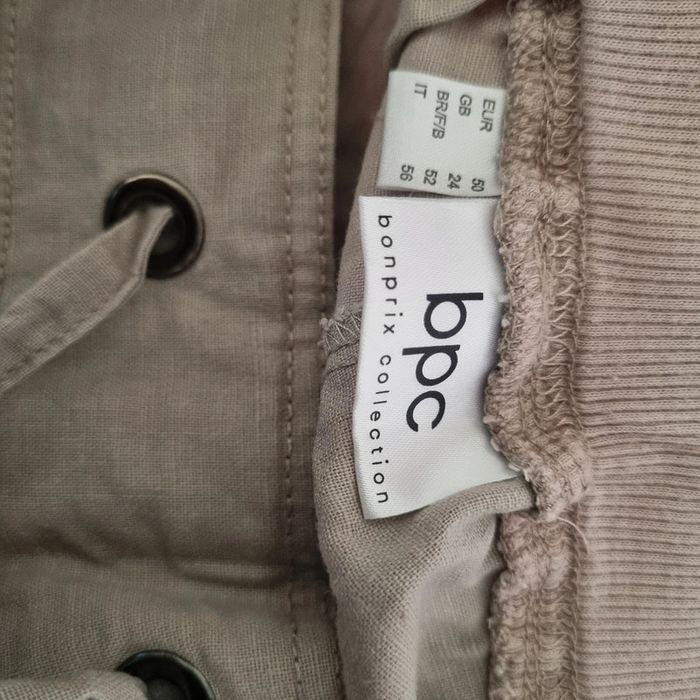 EUR 50
GB 24
BR/F/B 52
IT 56
bpc
bonprix collection